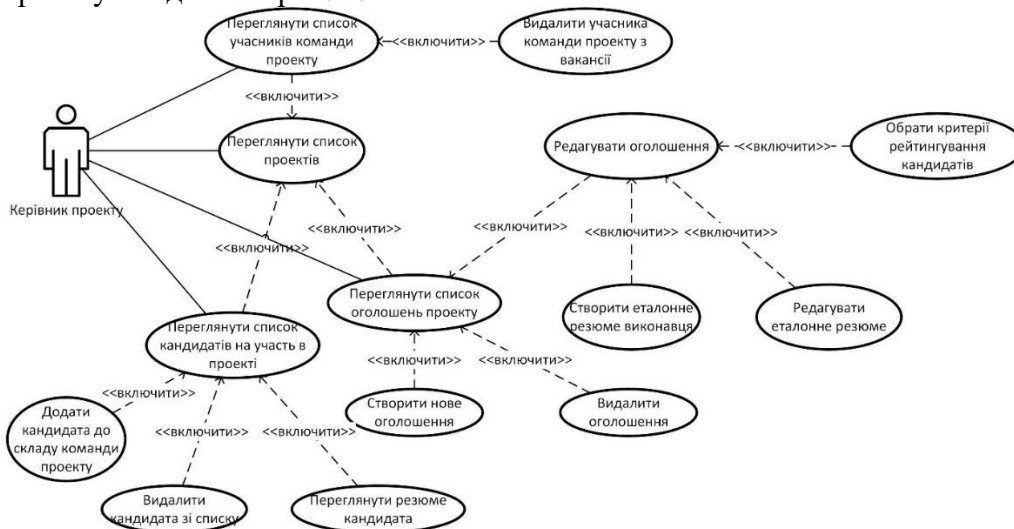 Переглянути список
учасників команди
проекту
<<включити>>
Видалити учасника
команди проекту з
вакансії
<<включити>>
Переглянути список
проектів
Редагувати оголошення
<<включити>>
Обрати критерії
рейтингування
кандидатів
Керівник проекту
<<включити>>
<<включити>>
<<включити>>
<<включити>>
<<включити>>
Переглянути список
оголошень проекту
Створити еталонне
резюме виконавця
Редагувати
еталонне резюме
Переглянути список
кандидатів на участь в
проекті
<<включити>>
<<включити>>
<<включити>>
Додати
кандидата до
складу команди
проекту
Створити нове
оголошення
Видалити
оголошення
<<включити>>
<<включити>>
Видалити
кандидата зі списку
Переглянути резюме
кандидата